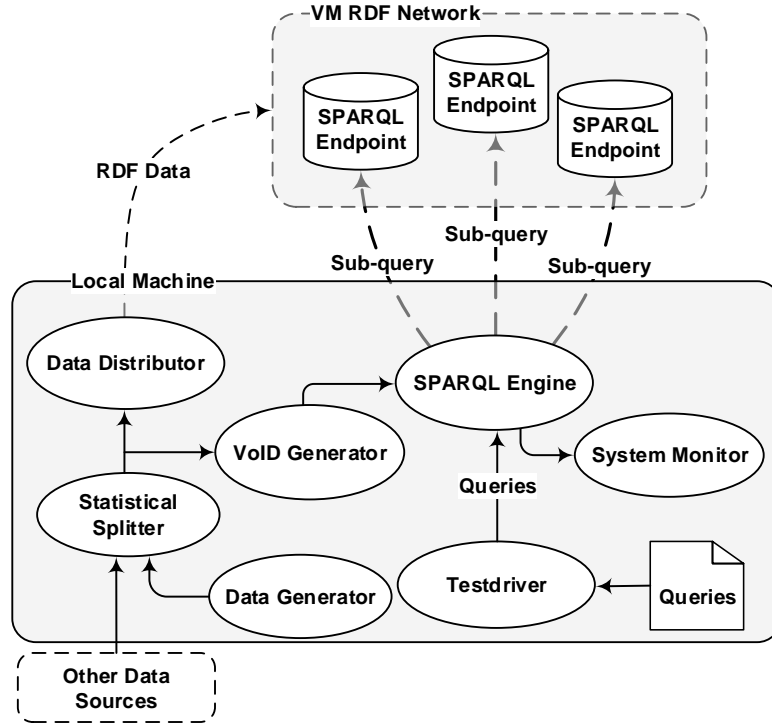 VM RDF Network
SPARQL
Endpoint
SPARQL
Endpoint
SPARQL
Endpoint
RDF Data
Sub-query
Sub-query
Sub-query
Local Machine
Data Distributor
SPARQL Engine
VoID Generator
System Monitor
Statistical
Splitter
Queries
Data Generator
Testdriver
Queries
Other Data
Sources